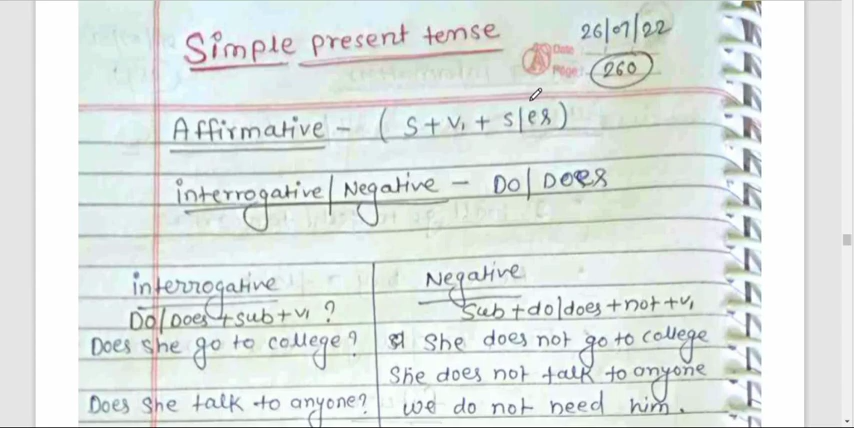 Simple present tense
26/07/22
Date
Page
260
Affirmative - ( S + V1 + s/es )
interrogative / Negative - DO / DOES
interrogative
DO/Does + sub + V1 ?
Does she go to college?
Does she talk to anyone?
Negative
Sub + do/does + not + V1
She does not go to college
She does not talk to anyone
we do not need him.